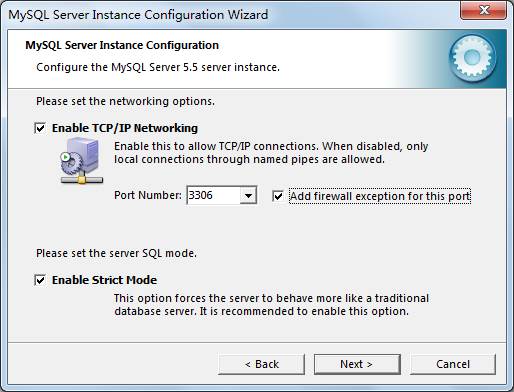 MySQL Server Instance Configuration Wizard
MySQL Server Instance Configuration
Configure the MySQL Server 5.5 server instance.
Please set the networking options.
Enable TCP/IP Networking
Enable this to allow TCP/IP connections. When disabled, only
local connections through named pipes are allowed.
Port Number: 3306 Add firewall exception for this port
Please set the server SQL mode.
Enable Strict Mode
This option forces the server to behave more like a traditional
database server. It is recommended to enable this option.
< Back Next > Cancel